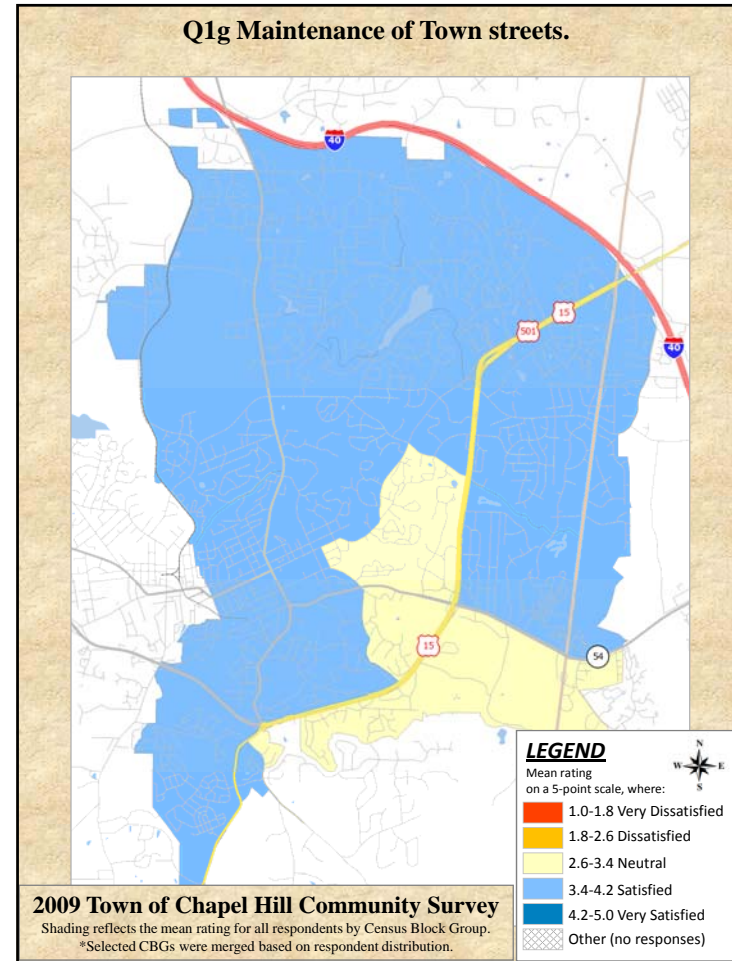 Q1g Maintenance of Town streets.
40
15
501
40
15
54
LEGEND
N
W E
S
Mean rating
on a 5-point scale, where:
1.0-1.8 Very Dissatisfied
1.8-2.6 Dissatisfied
2.6-3.4 Neutral
3.4-4.2 Satisfied
4.2-5.0 Very Satisfied
Other (no responses)
2009 Town of Chapel Hill Community Survey
Shading reflects the mean rating for all respondents by Census Block Group.
*Selected CBGs were merged based on respondent distribution.